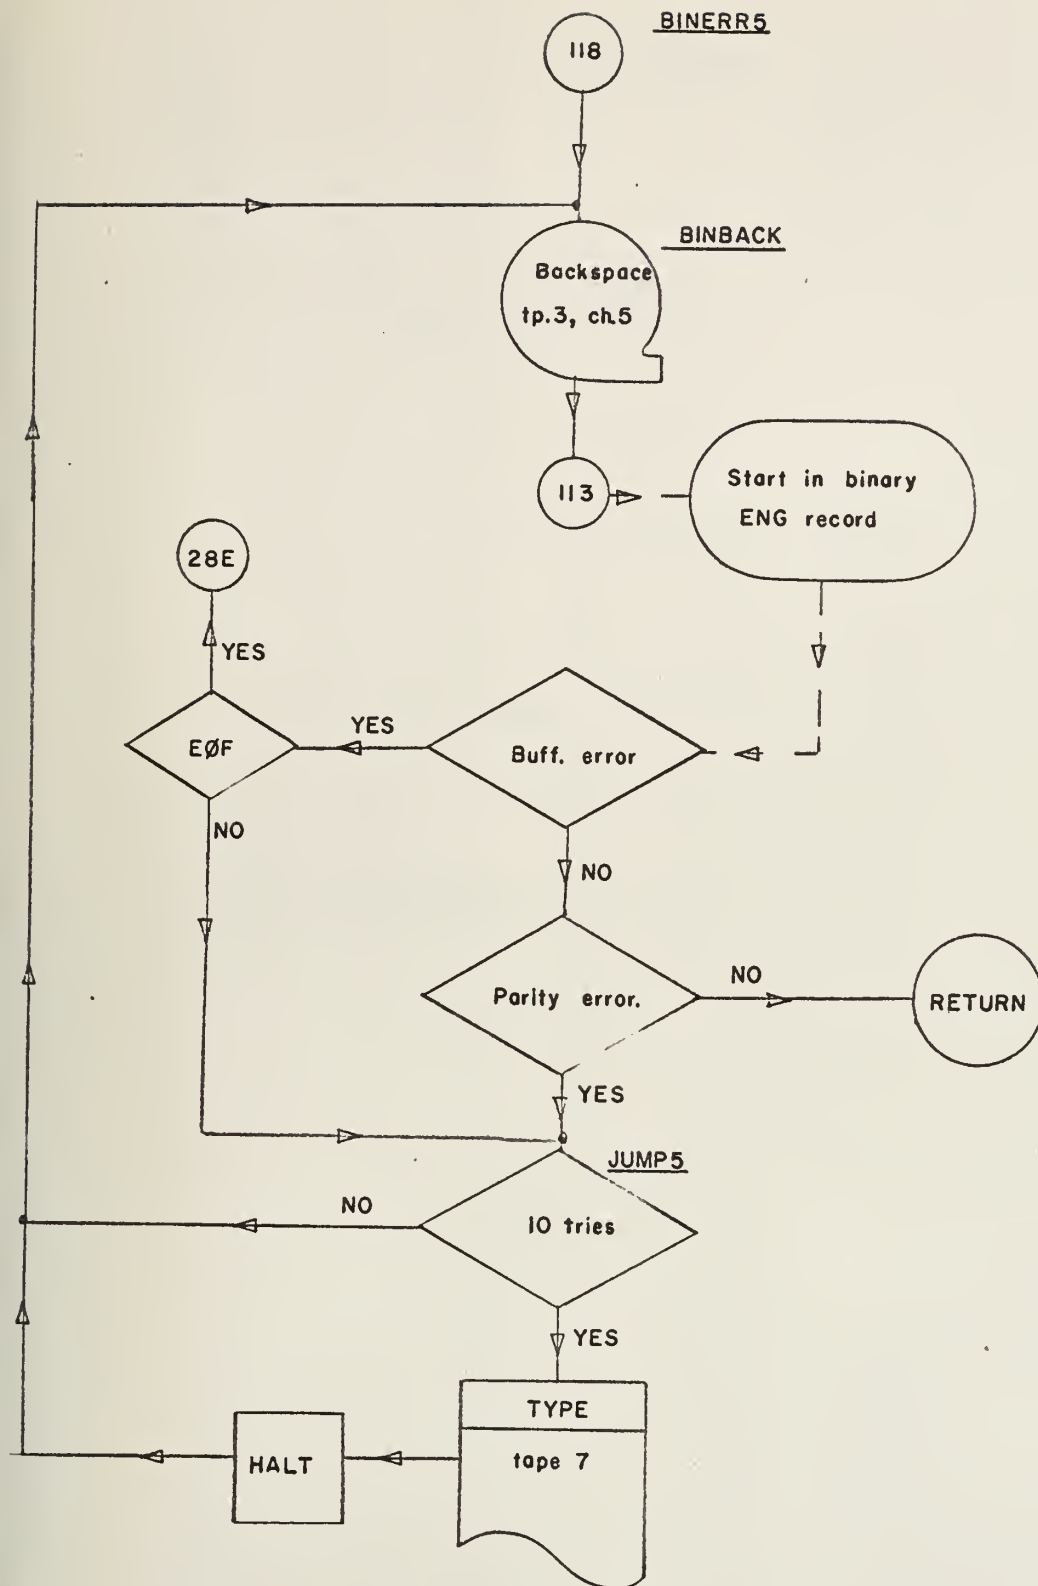 BINERR5
118
BINBACK
Backspace
tp.3, ch.5
113
Start in binary
ENG record
28E
YES
EØF
YES
Buff. error
NO
NO
Parity error.
NO
RETURN
YES
JUMP5
NO
10 tries
YES
TYPE
tape 7
HALT